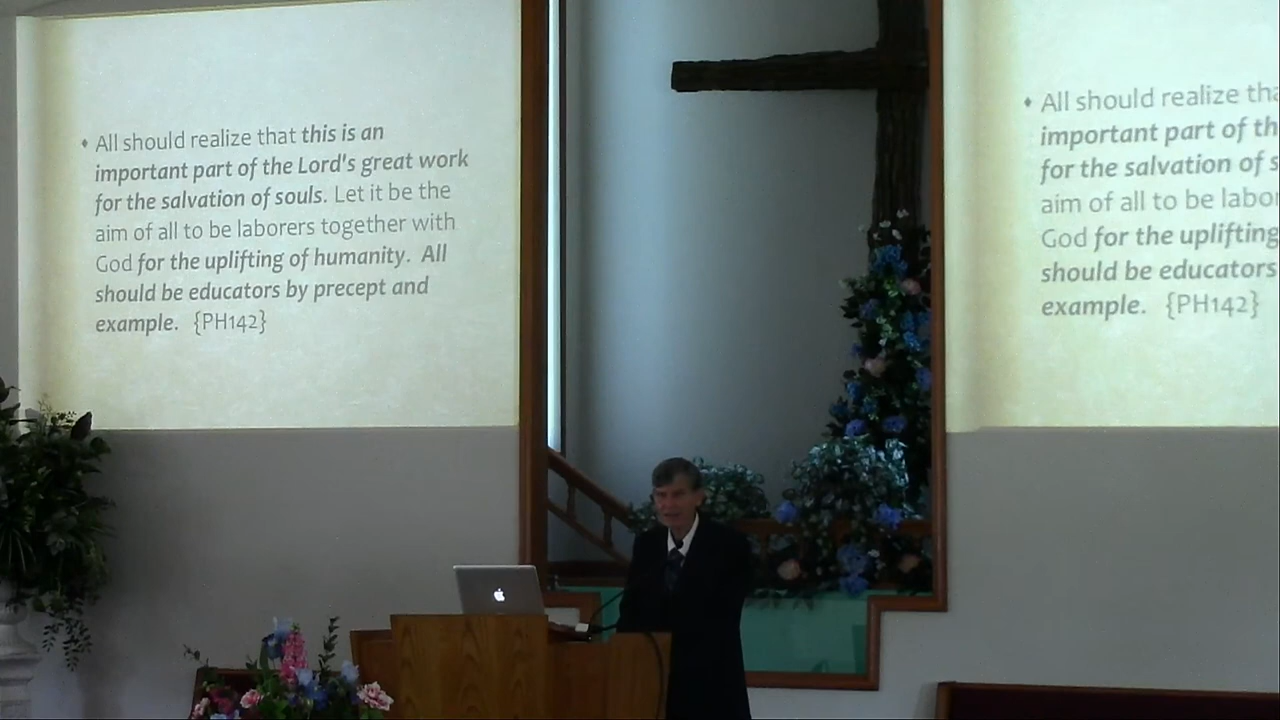 All should realize that this is an
important part of the Lord's great work
for the salvation of souls. Let it be the
aim of all to be laborers together with
God for the uplifting of humanity. All
should be educators by precept and
example. {PH142}
All should realize tha
important part of th
for the salvation of s
aim of all to be labor
God for the uplifting
should be educators
example. {PH142}